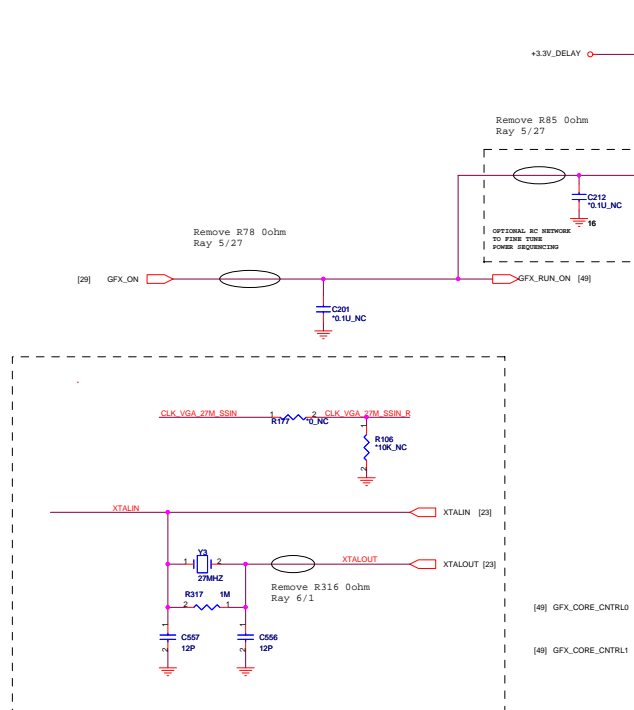 +3.3V_DELAY
Remove R85 0ohm
Ray 5/27
C212
*0.1U_NC
16
OPTIONAL RC NETWORK
TO FINE TUNE
POWER SEQUENCING
Remove R78 0ohm
Ray 5/27
[29] GFX_ON
GFX_RUN_ON [49]
C201
*0.1U_NC
CLK_VGA_27M_SSIN
1
2
CLK_VGA_27M_SSIN_R
R177
*0_NC
1
R106
*10K_NC
2
XTALIN
XTALIN [23]
Y3
1
2
27MHZ
XTALOUT
XTALOUT [23]
Remove R316 0ohm
Ray 6/1
R317
1M
2
1
[49] GFX_CORE_CNTRL0
1
C557
12P
2
1
C556
12P
2
[49] GFX_CORE_CNTRL1